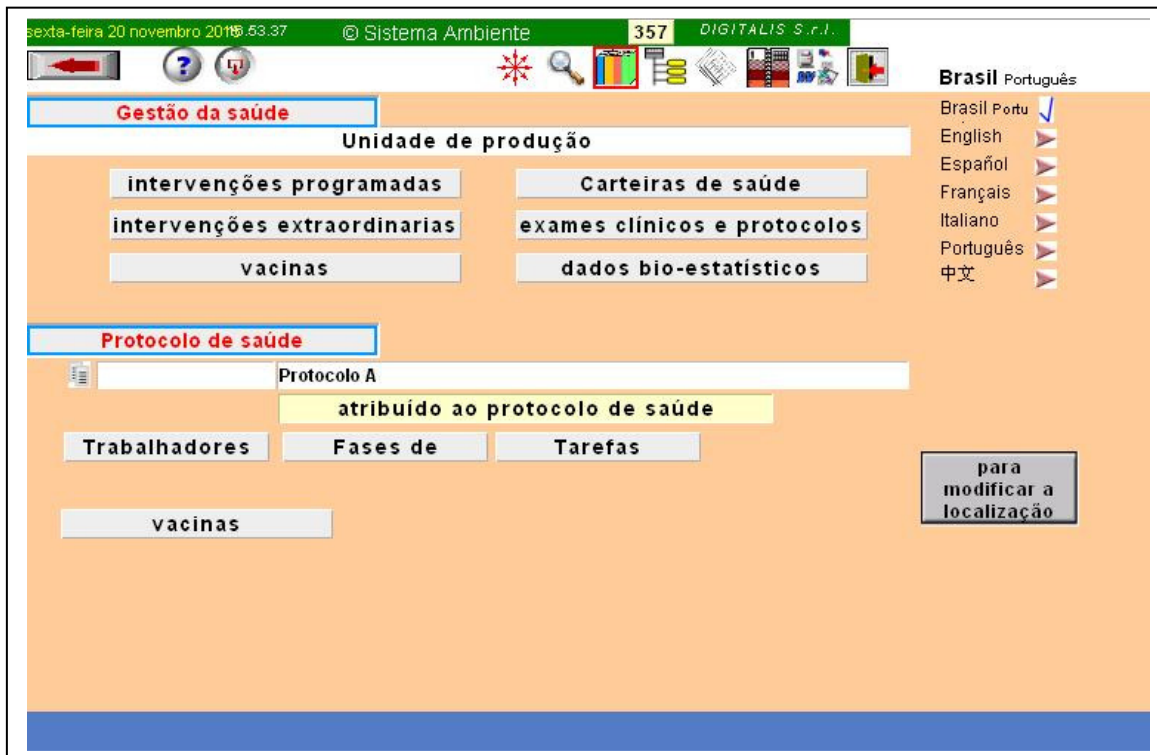 sexta-feira 20 novembro 2015 .53.37 © Sistema Ambiente 357 DIGITALIS S.r.l.
?
Brasil Português
Gestão da saúde
Brasil Portu
Unidade de produção
English
Español
intervenções programadas Carteiras de saúde
Français
intervenções extraordinarias exames clínicos e protocolos
Italiano
Português
vacinas dados bio-estatísticos
中文
Protocolo de saúde
Protocolo A
atribuído ao protocolo de saúde
Trabalhadores Fases de Tarefas
para
modificar a
localização
vacinas